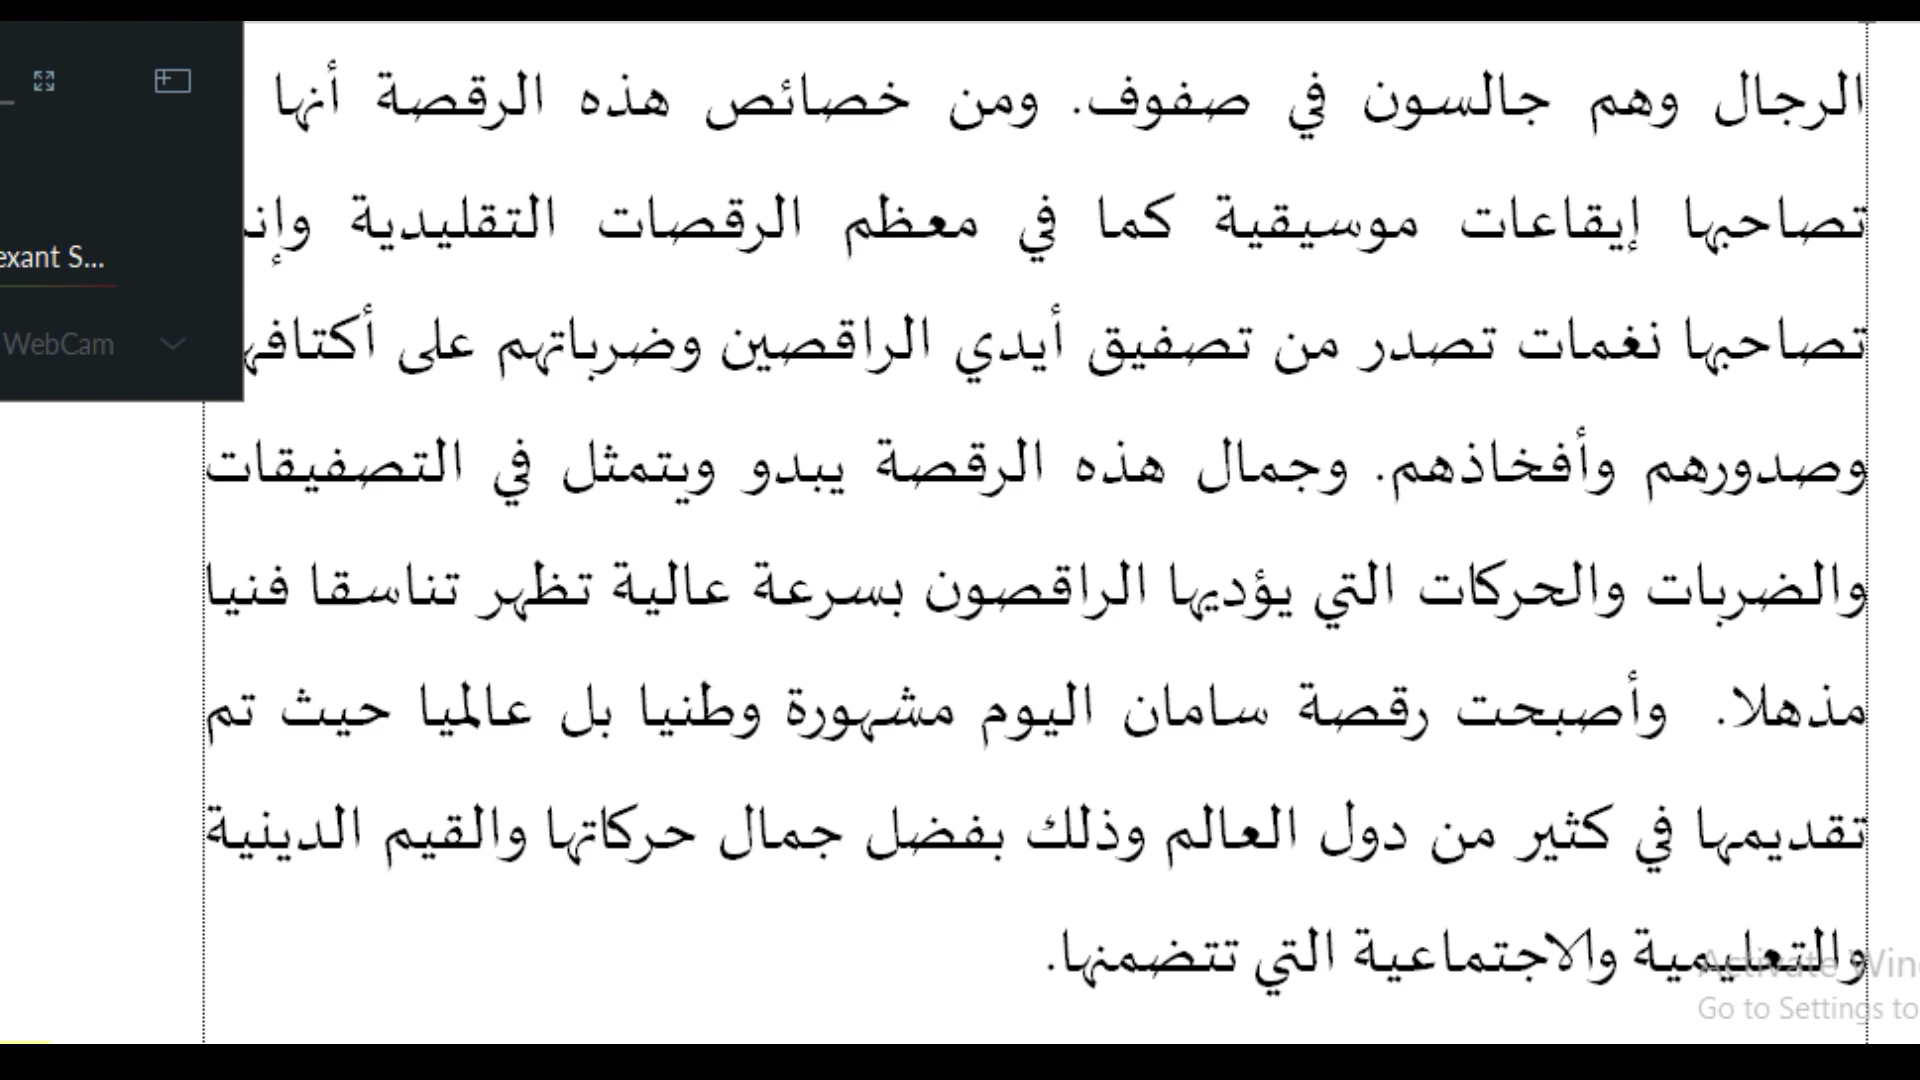 الرجال وهم جالسون في صفوف. ومن خصائص هذه الرقصة أنها
تصاحبها إيقاعات موسيقية كما في معظم الرقصات التقليدية
تصاحبها نغمات تصدر من تصفيق أيدي الراقصين وضرباتهم على
وصدورهم وأفخاذهم. وجمال هذه الرقصة يبدو ويتمثل في التصفيقات
والضربات والحركات التي يؤديها الراقصون بسرعة عالية تظهر تناسقا فنيا
مذهلا. وأصبحت رقصة سامان اليوم مشهورة وطنيا بل عالميا حيث تم
تقديمها في كثير من دول العالم وذلك بفضل جمال حركاتها والقيم الدينية
والتعليمية والاجتماعية التي تتضمنها.
exant S...
WebCam
Activate Win
Go to Settings to